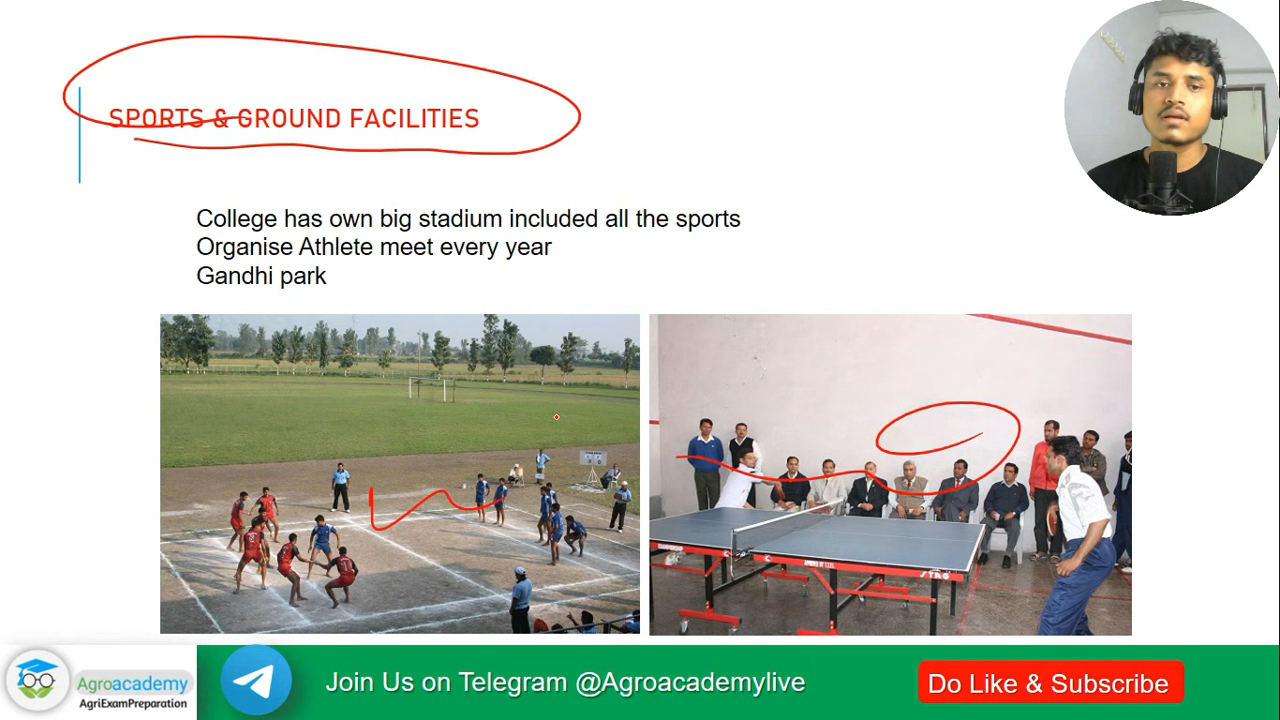 SPORTS & GROUND FACILITIES
College has own big stadium included all the sports
Organise Athlete meet every year
Gandhi park
STAG
Agroacademy
AgriExamPreparation
Join Us on Telegram @Agroacademylive
Do Like & Subscribe